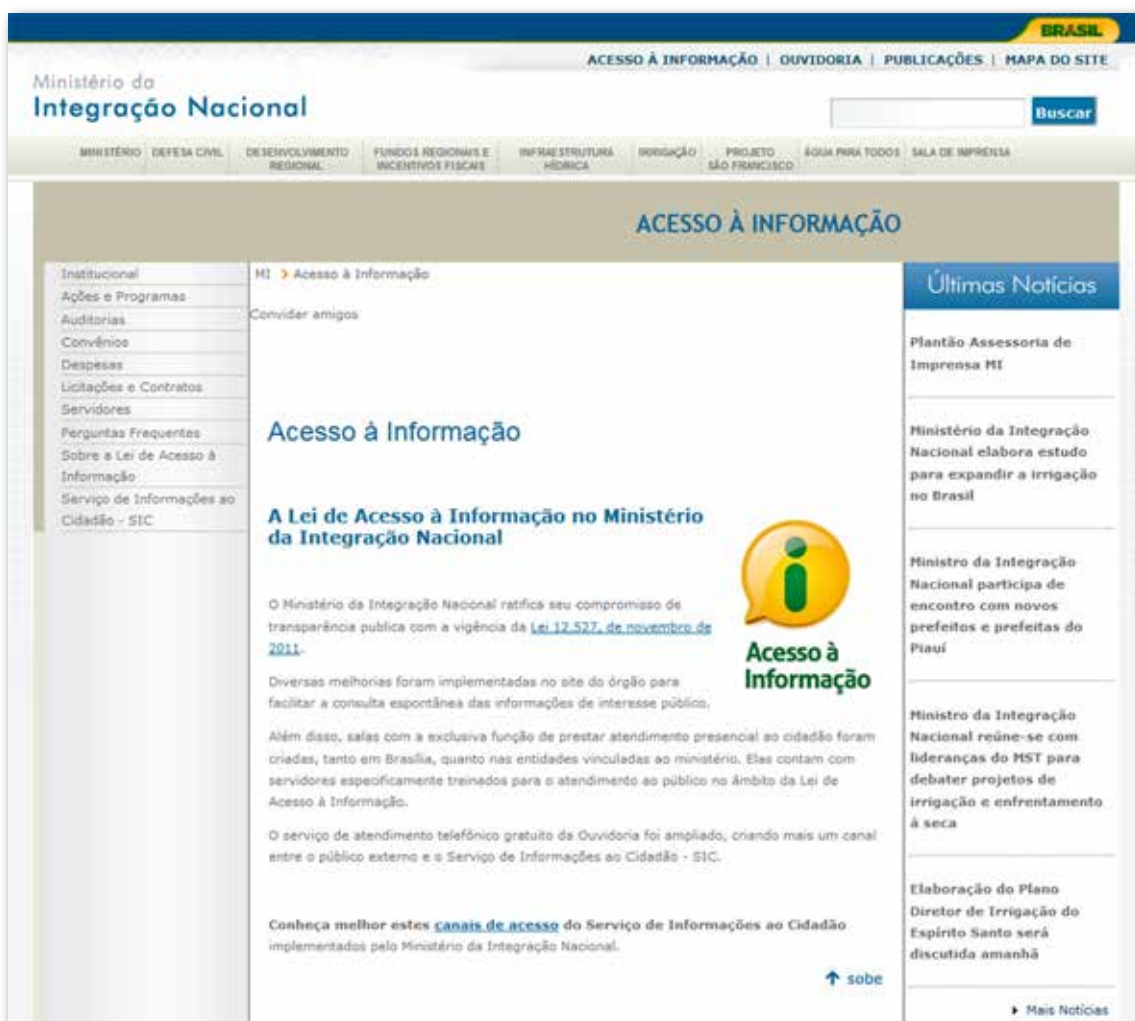 BRASIL
ACESSO À INFORMAÇÃO | OUVIDORIA | PUBLICAÇÕES | MAPA DO SITE
Ministério da
Integração Nacional
Buscar
MINISTÉRIO DEFESA CIVIL DESENVOLVIMENTO REGIONAL FUNDOS REGIONAIS E INCENTIVOS FISCAIS INFRAESTRUTURA HÍDRICA IRRIGAÇÃO PROJETO SÃO FRANCISCO ÁGUA PARA TODOS SALA DE IMPRENSA
ACESSO À INFORMAÇÃO
Institucional
Ações e Programas
Auditorias
Convênios
Despesas
Licitações e Contratos
Servidores
Perguntas Frequentes
Sobre a Lei de Acesso à
Informação
Serviço de Informações ao
Cidadão - SIC
MI > Acesso à Informação
Convidar amigos
Acesso à Informação
A Lei de Acesso à Informação no Ministério
da Integração Nacional
O Ministério da Integração Nacional ratifica seu compromisso de
transparência publica com a vigência da Lei 12.527, de novembro de
2011.
Diversas melhorias foram implementadas no site do órgão para
facilitar a consulta espontânea das informações de interesse público.
Além disso, salas com a exclusiva função de prestar atendimento presencial ao cidadão foram
criadas, tanto em Brasília, quanto nas entidades vinculadas ao ministério. Elas contam com
servidores especificamente treinados para o atendimento ao público no âmbito da Lei de
Acesso à Informação.
O serviço de atendimento telefônico gratuito da Ouvidoria foi ampliado, criando mais um canal
entre o público externo e o Serviço de Informações ao Cidadão - SIC.
Conheça melhor estes canais de acesso do Serviço de Informações ao Cidadão
implementados pelo Ministério da Integração Nacional.
sobe
i
Acesso à
Informação
Últimas Notícias
Plantão Assessoria de
Imprensa MI
Ministério da Integração
Nacional elabora estudo
para expandir a irrigação
no Brasil
Ministro da Integração
Nacional participa de
encontro com novos
prefeitos e prefeitas do
Piauí
Ministro da Integração
Nacional reúne-se com
lideranças do MST para
debater projetos de
irrigação e enfrentamento
à seca
Elaboração do Plano
Diretor de Irrigação do
Espírito Santo será
discutida amanhã
Mais Notícias